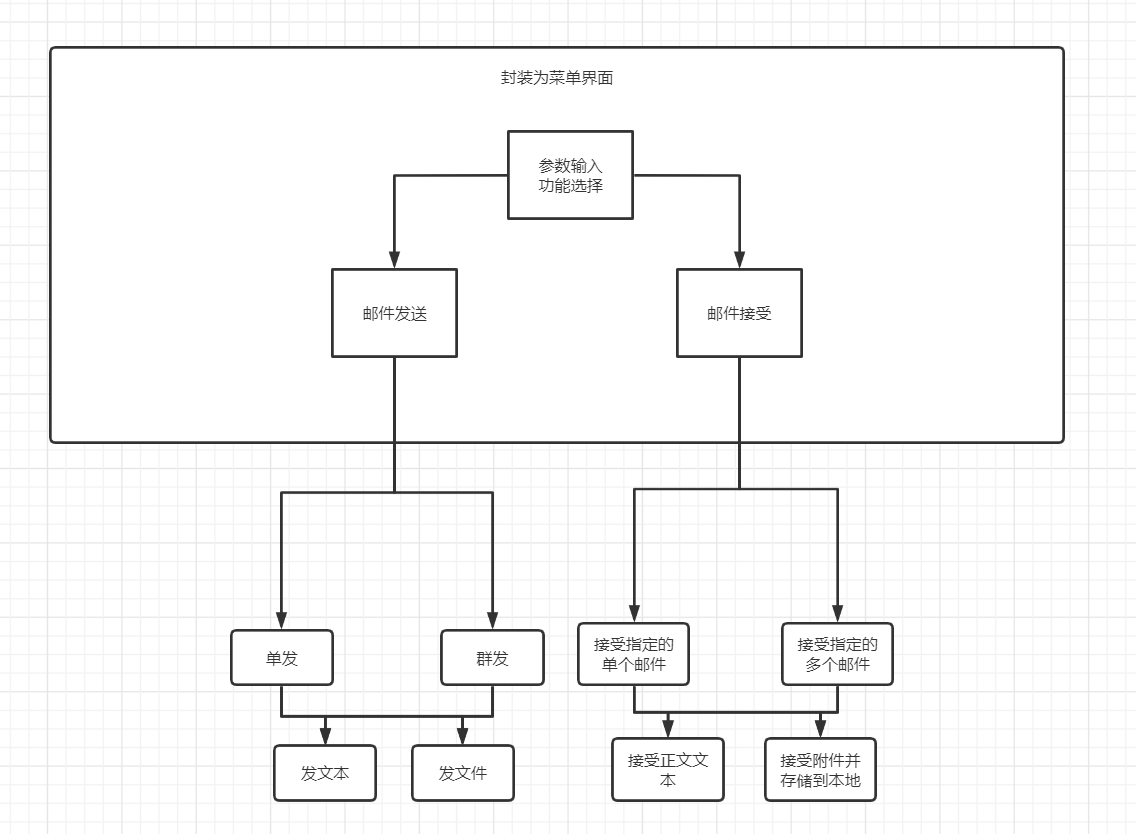 封装为菜单界面
参数输入
功能选择
邮件发送
邮件接受
单发
群发
接受指定的
单个邮件
接受指定的
多个邮件
发文本
发文件
接受正文文
本
接受附件并
存储到本地